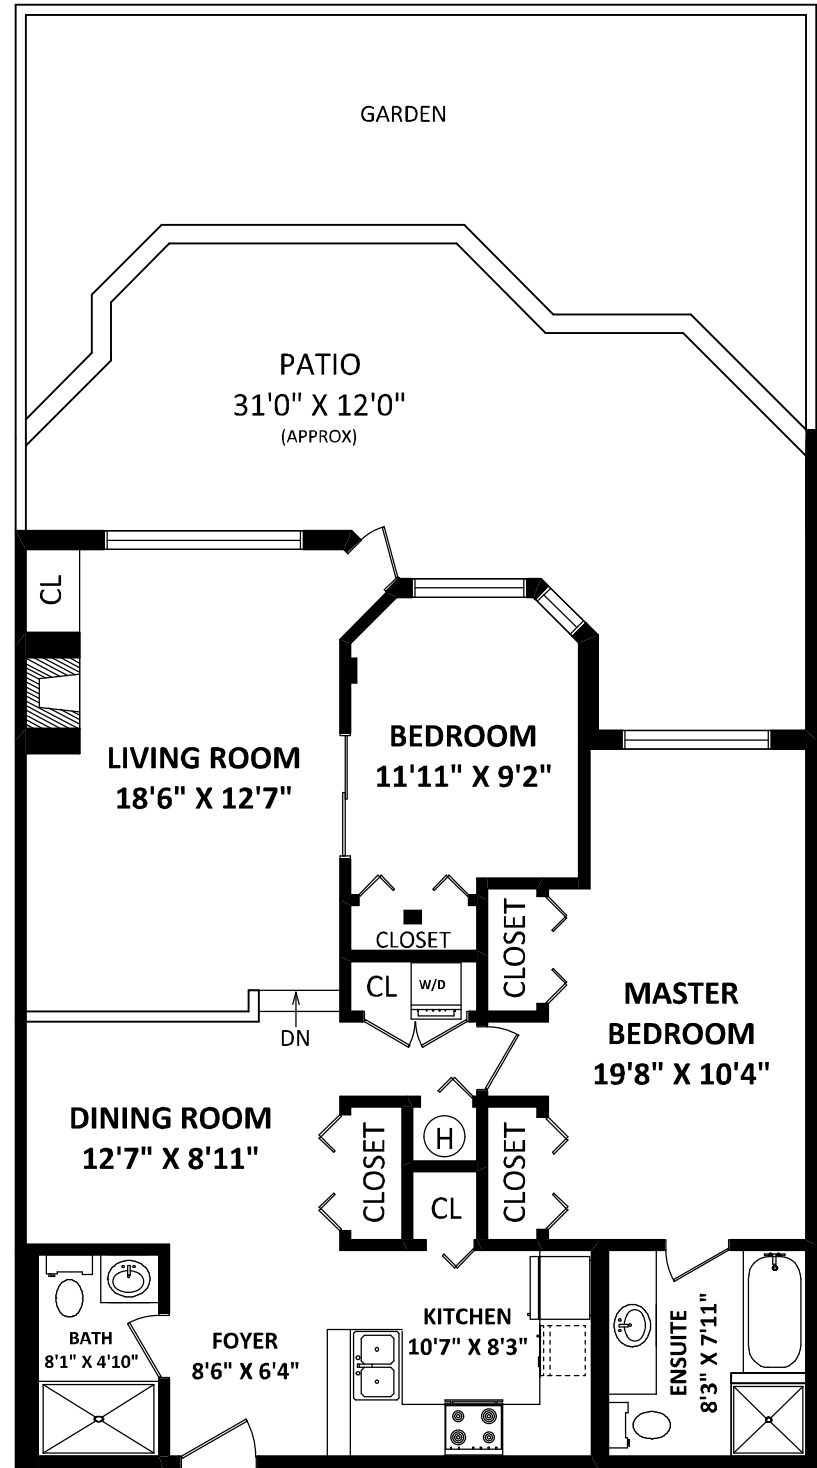 GARDEN
PATIO
31'0" X 12'0"
(APPROX)
CL
BEDROOM
11'11" X 9'2"
LIVING ROOM
18'6" X 12'7"
CLOSET
CLOSET
CL
W/D
MASTER
BEDROOM
19'8" X 10'4"
DN
DINING ROOM
12'7" X 8'11"
CLOSET
H
CLOSET
CL
KITCHEN
10'7" X 8'3"
BATH
8'1" X 4'10"
FOYER
8'6" X 6'4"
ENSUITE
8'3" X 7'11"